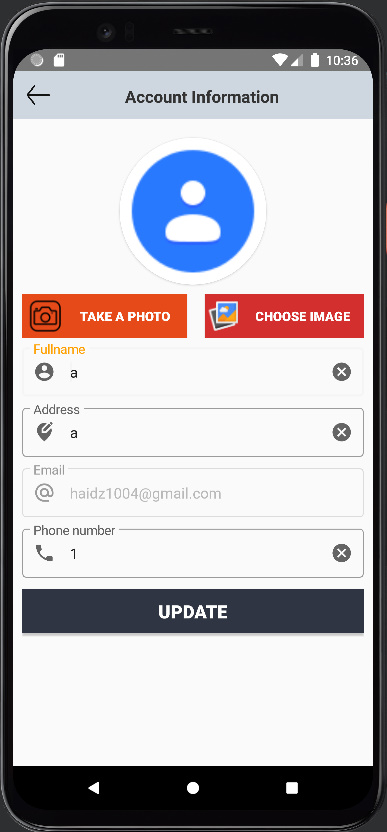 10:36
Account Information
TAKE A PHOTO
CHOOSE IMAGE
Fullname
a
Address
a
Email
haidz1004@gmail.com
Phone number
1
UPDATE